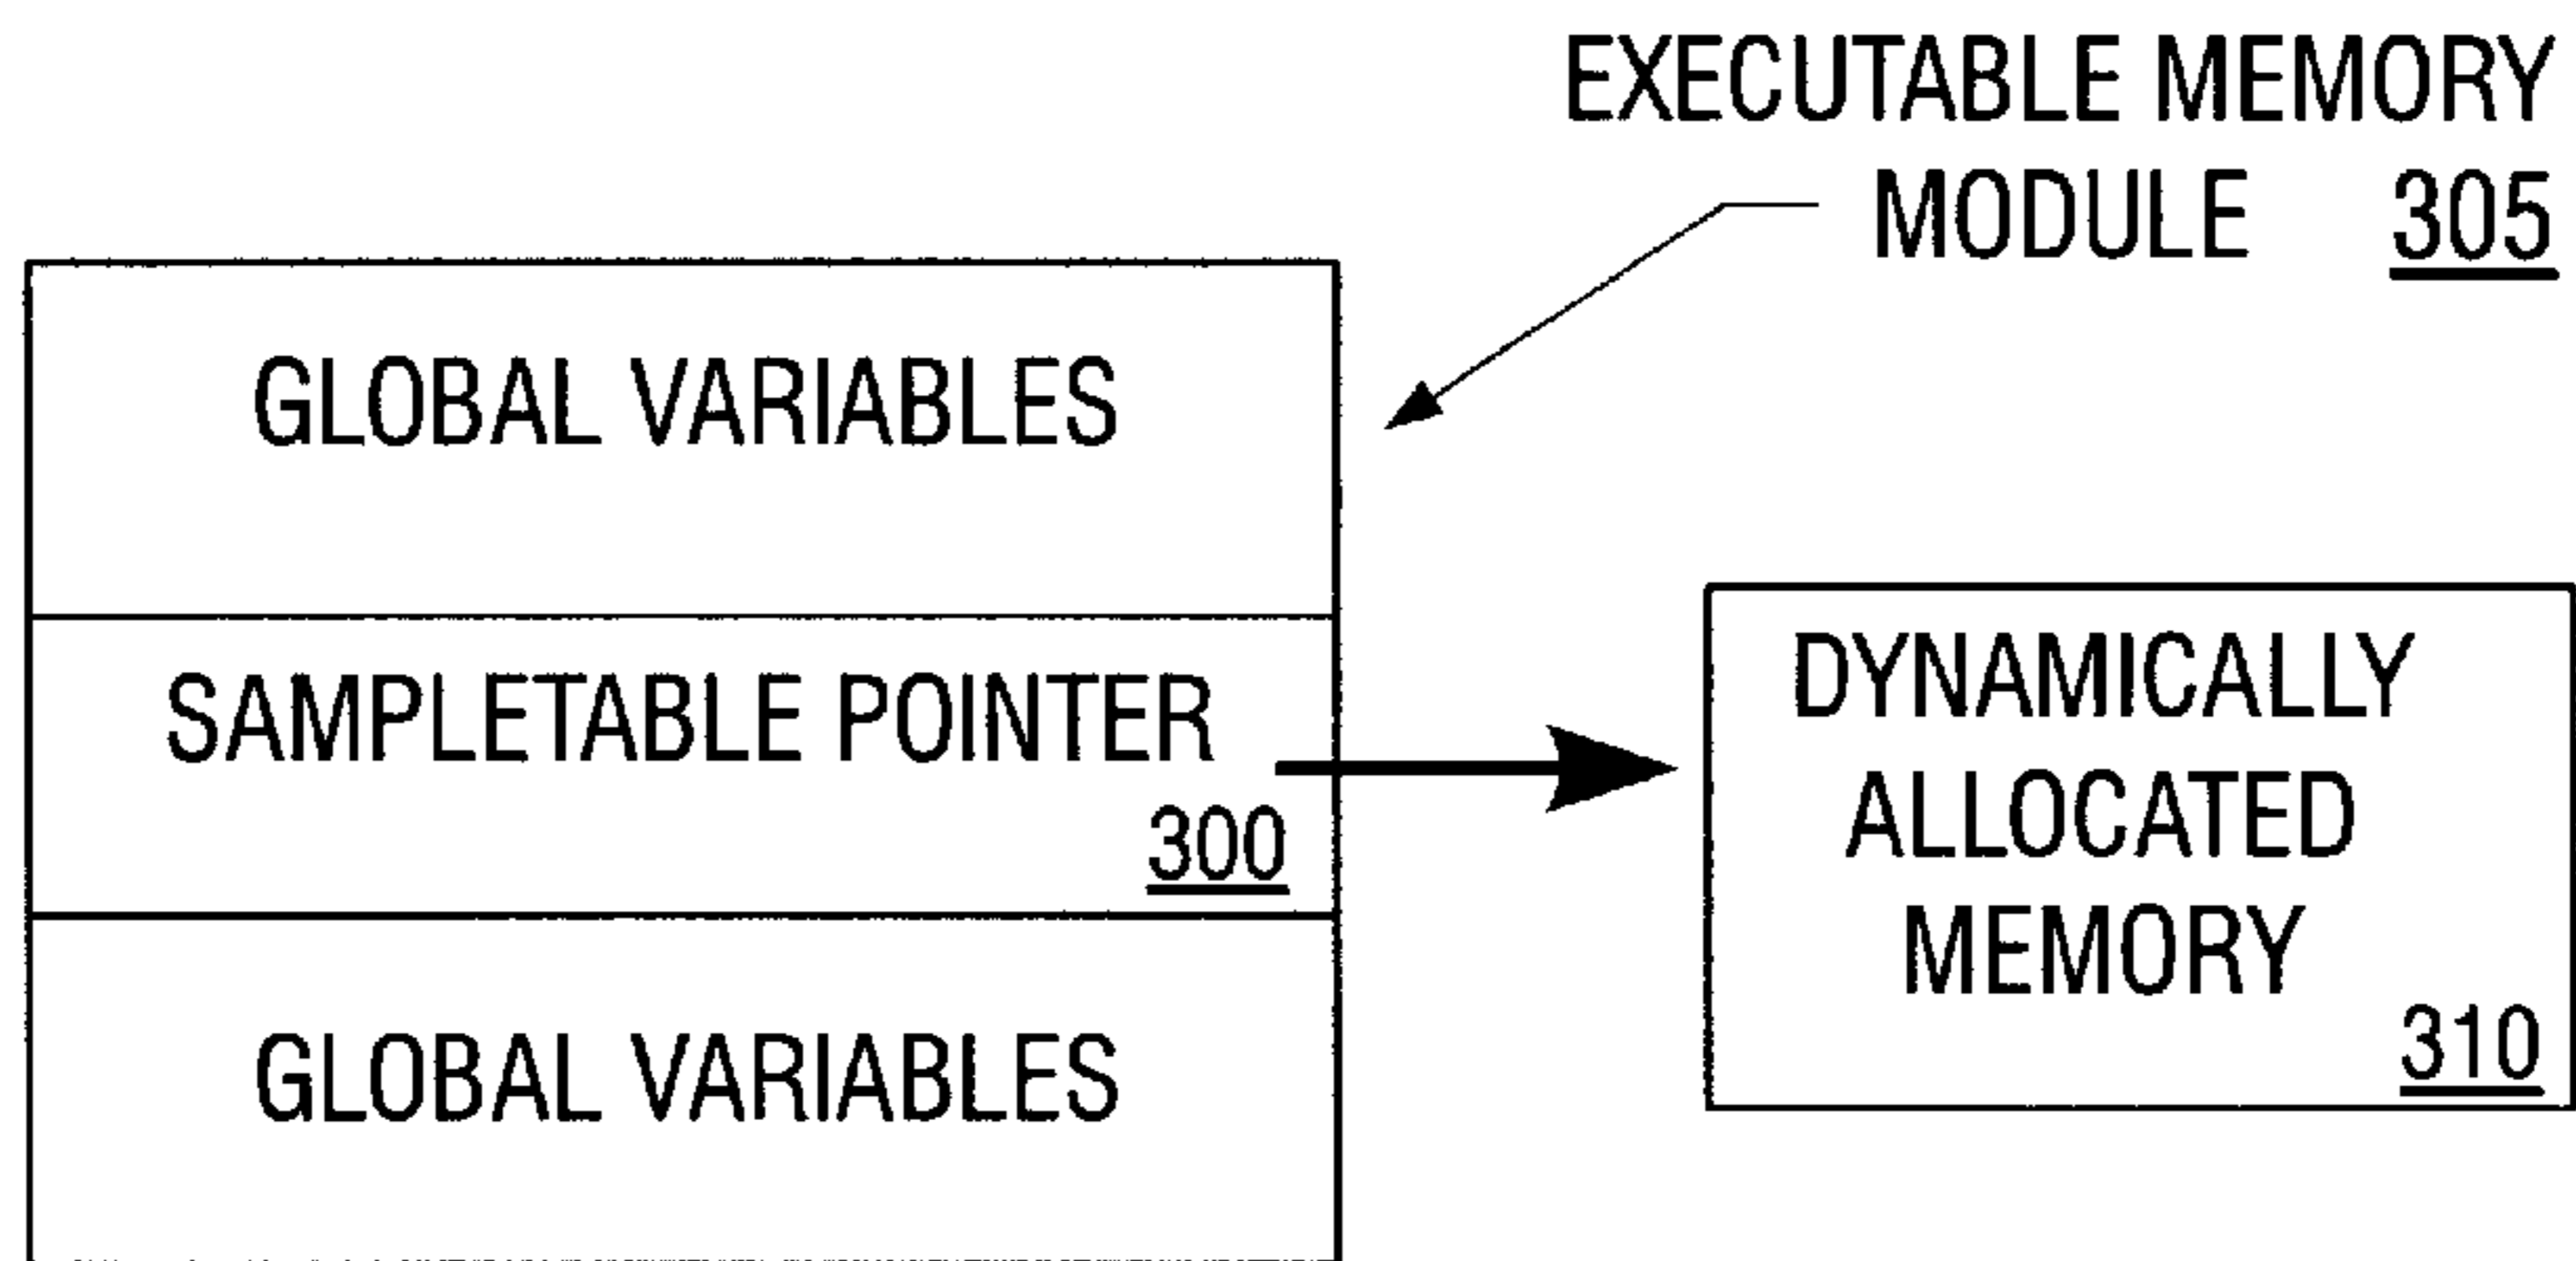 EXECUTABLE MEMORY
MODULE 305
GLOBAL VARIABLES
SAMPLETABLE POINTER
300
GLOBAL VARIABLES
DYNAMICALLY
ALLOCATED
MEMORY
310